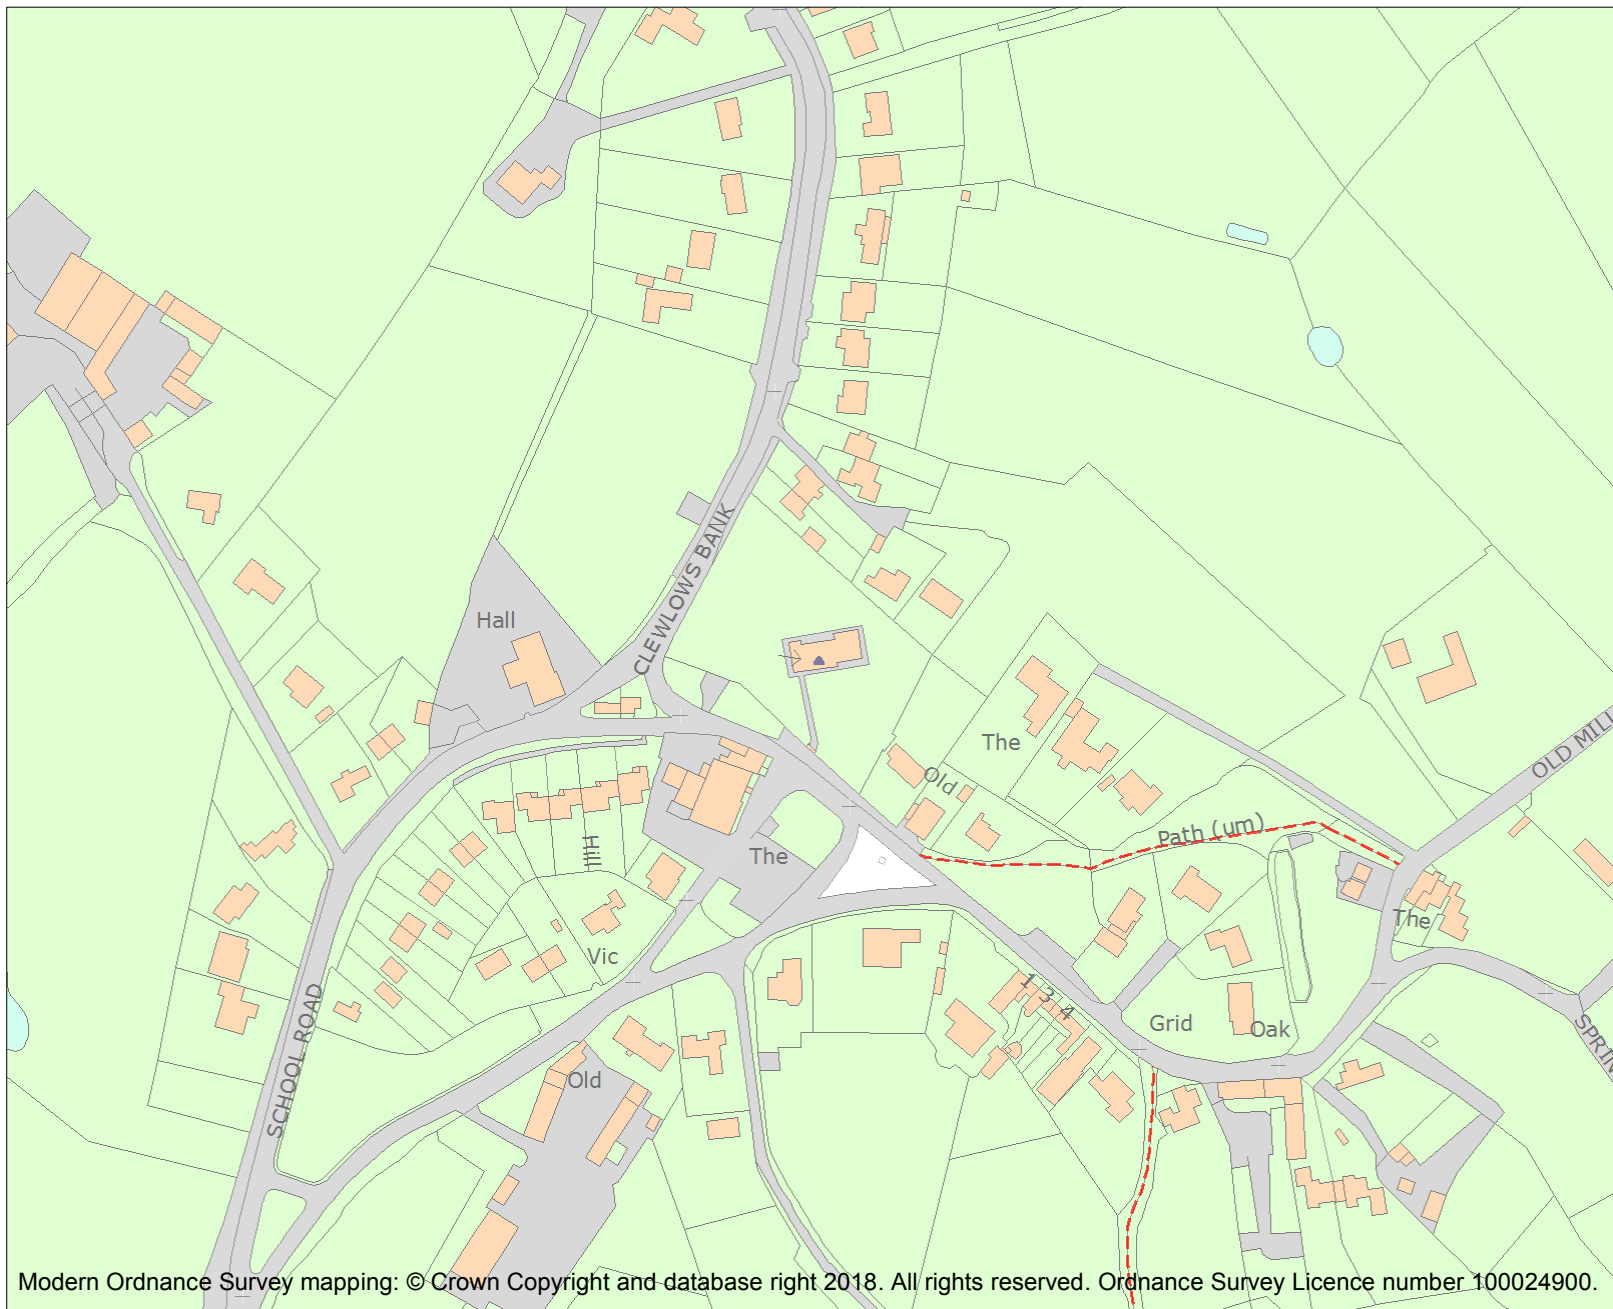 CLEWLOWS BANK
Hall
The
Old
OLD MILL
Path (um)
Hill
The
The
Vic
1 3 4
Grid
Oak
SCHOOL ROAD
SPRIN
Old
Modern Ordnance Survey mapping: © Crown Copyright and database right 2018. All rights reserved. Ordnance Survey Licence number 100024900.